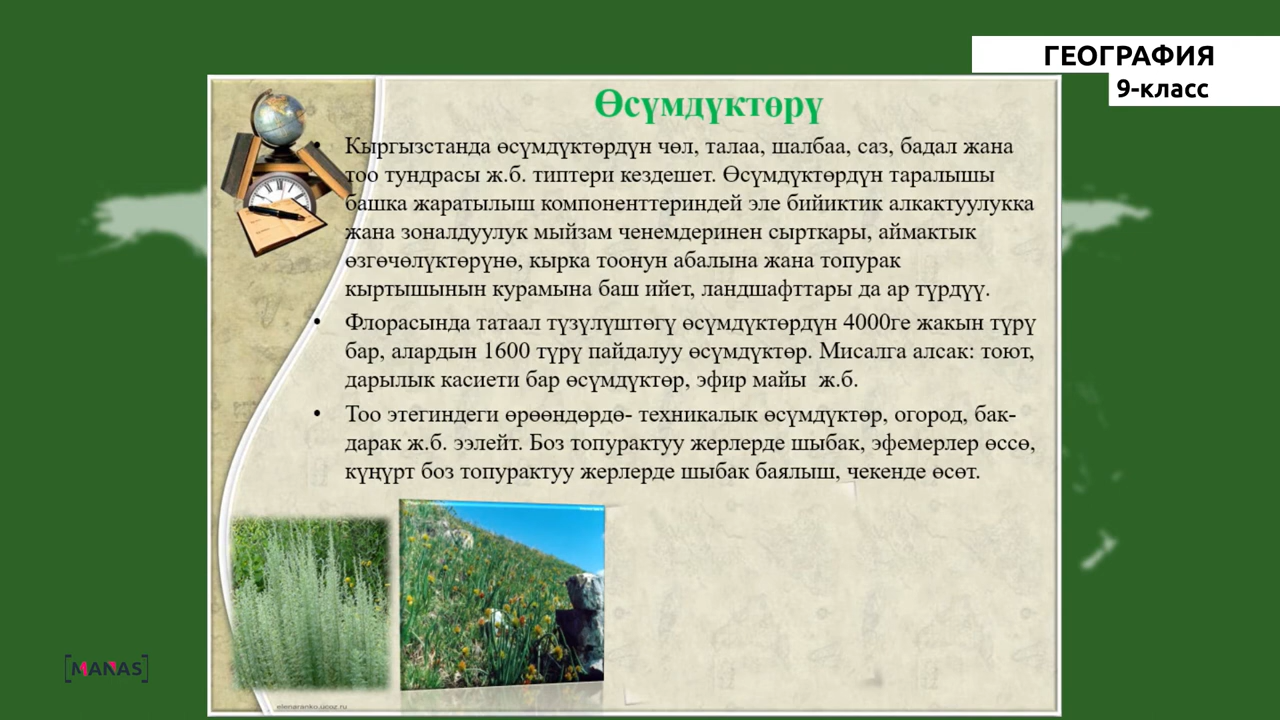 ГЕОГРАФИЯ
9-класс
Өсүмдүктөрү
• Кыргызстанда өсүмдүктөрдүн чөл, талаа, шалбаа, саз, бадал жана
тоо тундрасы ж.б. типтери кездешет. Өсүмдүктөрдүн таралышы
башка жаратылыш компоненттериндей эле бийиктик алкактуулукка
жана зоналдуулук мыйзам ченемдеринен сырткары, аймактык
өзгөчөлүктөрүнө, кырка тоонун абалына жана топурак
кыртышынын курамына баш ийет, ландшафттары да ар түрдүү.
• Флорасында татаал түзүлүштөгү өсүмдүктөрдүн 4000ге жакын түрү
бар, алардын 1600 түрү пайдалуу өсүмдүктөр. Мисалга алсак: тоют,
дарылык касиети бар өсүмдүктөр, эфир майы ж.б.
• Тоо этегиндеги өрөөндөрдө- техникалык өсүмдүктөр, огород, бак-
дарак ж.б. ээлейт. Боз топурактуу жерлерде шыбак, эфемерлер өссө,
күңүрт боз топурактуу жерлерде шыбак баялыш, чекенде өсөт.
[MANAS]
elenaranko.ucoz.ru